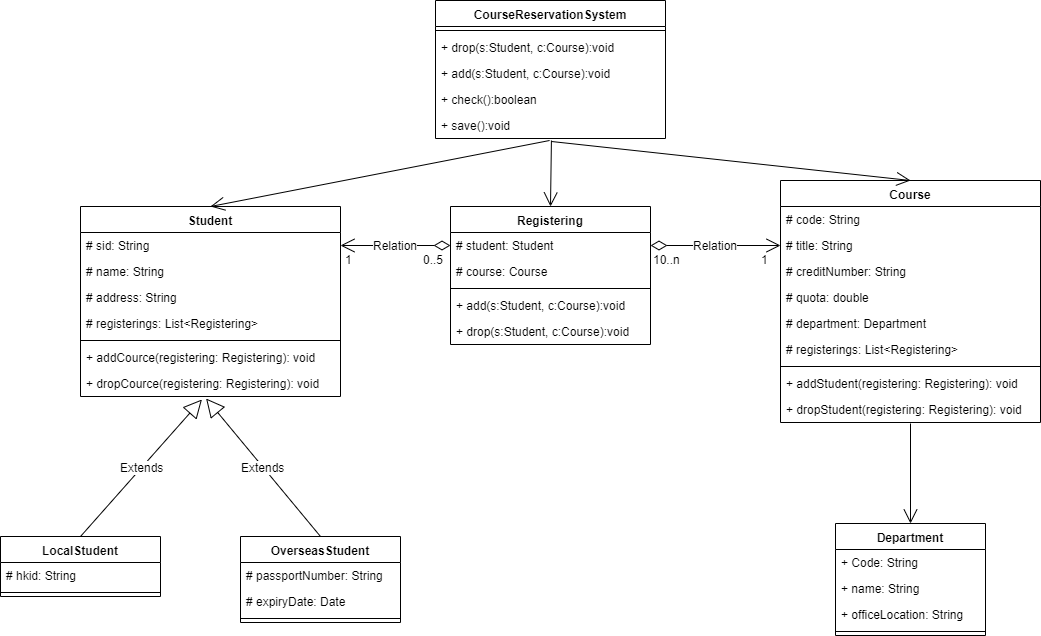 CourseReservationSystem
+ drop(s:Student, c:Course):void
+ add(s:Student, c:Course):void
+ check():boolean
+ save():void
Student
# sid: String
# name: String
# address: String
# registerings: List<Registering>
+ addCource(registering: Registering): void
+ dropCource(registering: Registering): void
Relation
1
0..5
Registering
# student: Student
# course: Course
+ add(s:Student, c:Course):void
+ drop(s:Student, c:Course):void
Relation
10..n
1
Course
# code: String
# title: String
# creditNumber: String
# quota: double
# department: Department
# registerings: List<Registering>
+ addStudent(registering: Registering): void
+ dropStudent(registering: Registering): void
Extends
Extends
LocalStudent
# hkid: String
OverseasStudent
# passportNumber: String
# expiryDate: Date
Department
+ Code: String
+ name: String
+ officeLocation: String